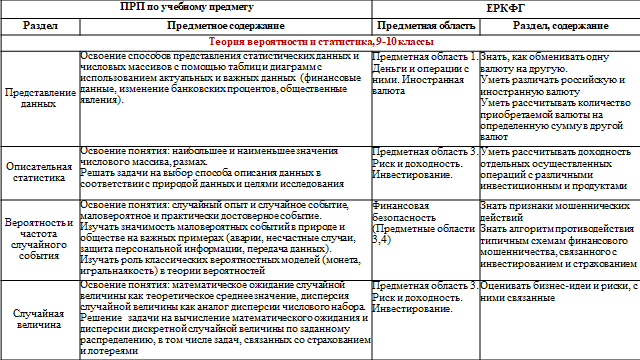 ПРП по учебному предмету
ЕРКФГ
Раздел
Предметное содержание
Предметная область
Раздел, содержание
Теория вероятности и статистика, 9-10 классы
Представление
данных
Освоение способов представления статистических данных и
числовых массивов с помощью таблиц и диаграмм с
использованием актуальных и важных данных (финансовые
данные, изменение банковских процентов, общественные
явления).
Предметная область 1.
Деньги и операции с
ними. Иностранная
валюта
Знать, как обменивать одну
валюту на другую.
Уметь различать российскую и
иностранную валюту
Уметь рассчитывать количество
приобретаемой валюты на
определенную сумму в другой
валют
Описательная
статистика
Освоение понятия: наибольшее и наименьшее значения
числового массива, размах.
Решать задачи на выбор способа описания данных в
соответствии с природой данных и целями исследования
Предметная область 3.
Риск и доходность.
Инвестирование.
Уметь рассчитывать доходность
отдельных осуществленных
операций с различными
инвестиционным и продуктами
Вероятность и
частота
случайного
события
Освоение понятия: случайный опыт и случайное событие,
маловероятное и практически достоверное событие.
Изучать значимость маловероятных событий в природе и
обществе на важных примерах (аварии, несчастные случаи,
защита персональной информации, передача данных).
Изучать роль классических вероятностных моделей (монета,
игральная кость) в теории вероятностей
Финансовая
безопасность
(Предметные области
3,4)
Знать признаки мошеннических
действий
Знать алгоритм противодействия
типичным схемам финансового
мошенничества, связанного с
инвестированием и страхованием
Случайная
величина
Освоение понятия: математическое ожидание случайной
величины как теоретическое среднее значение, дисперсия
случайной величины как аналог дисперсии числового набора.
Решение задачи на вычисление математического ожидания и
дисперсии дискретной случайной величины по заданному
распределению, в том числе задач, связанных со страхованием
и лотереями
Предметная область 3.
Риск и доходность.
Инвестирование.
Оценивать бизнес-идеи и риски, с
ними связанные